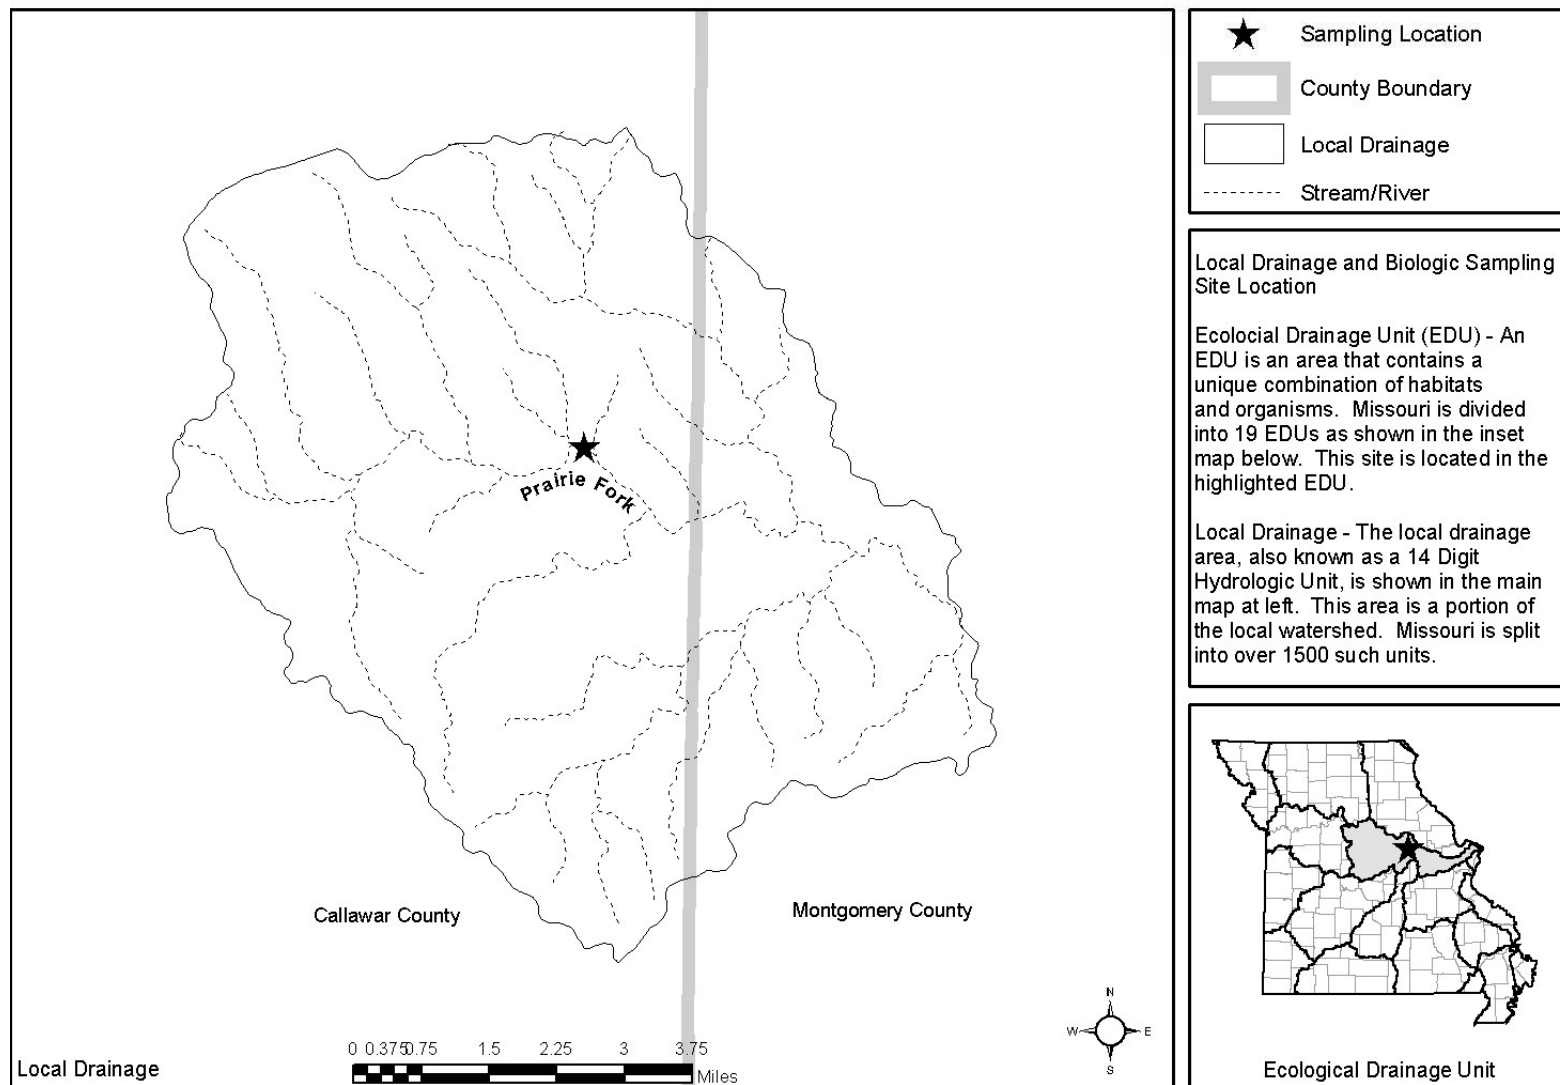 Sampling Location
County Boundary
Local Drainage
Stream/River
Local Drainage and Biologic Sampling
Site Location
Ecolocial Drainage Unit (EDU) - An
EDU is an area that contains a
unique combination of habitats
and organisms. Missouri is divided
into 19 EDUs as shown in the inset
map below. This site is located in the
highlighted EDU.
Local Drainage - The local drainage
area, also known as a 14 Digit
Hydrologic Unit, is shown in the main
map at left. This area is a portion of
the local watershed. Missouri is split
into over 1500 such units.
Prairie Fork
Callawar County
Montgomery County
N
W E
S
0 0.375 0.75 1.5 2.25 3 3.75
Miles
Local Drainage
Ecological Drainage Unit